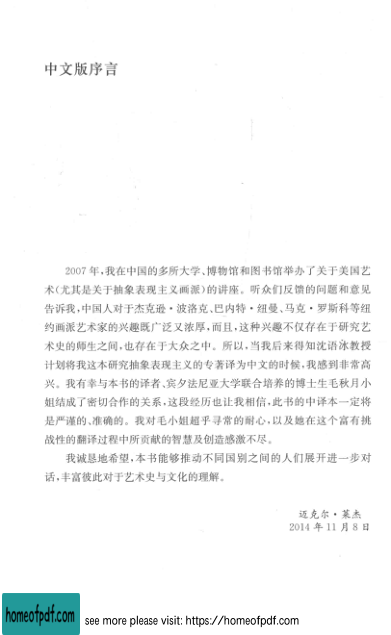 中文版序言
2007 年,我在中国的多所大学、博物馆和图书馆举办了关于美国艺
术(尤其是关于抽象表现主义画派)的讲座。听众们反馈的问题和意见
告诉我,中国人对于杰克逊·波洛克、巴内特·纽曼、马克·罗斯科等纽
约画派艺术家的兴趣既广泛又浓厚,而且,这种兴趣不仅存在于研究艺
术史的师生之间,也存在于大众之中。所以,当我后来得知沈语冰教授
计划将我这本研究抽象表现主义的专著译为中文的时候,我感到非常高
兴。我有幸与本书的译者、宾夕法尼亚大学联合培养的博士生毛秋月小
姐结成了密切合作的关系,这段经历也让我相信,此书的中译本一定将
是严谨的、准确的。我对毛小姐超乎寻常的耐心,以及她在这个富有挑
战性的翻译过程中所贡献的智慧及创造感激不尽。
我诚恳地希望,本书能够推动不同国别之间的人们展开进一步对
话,丰富彼此对于艺术史与文化的理解。
迈克尔·莱杰
2014 年 11 月 8 日
homeofpdf.com
see more please visit: https://homeofpdf.com